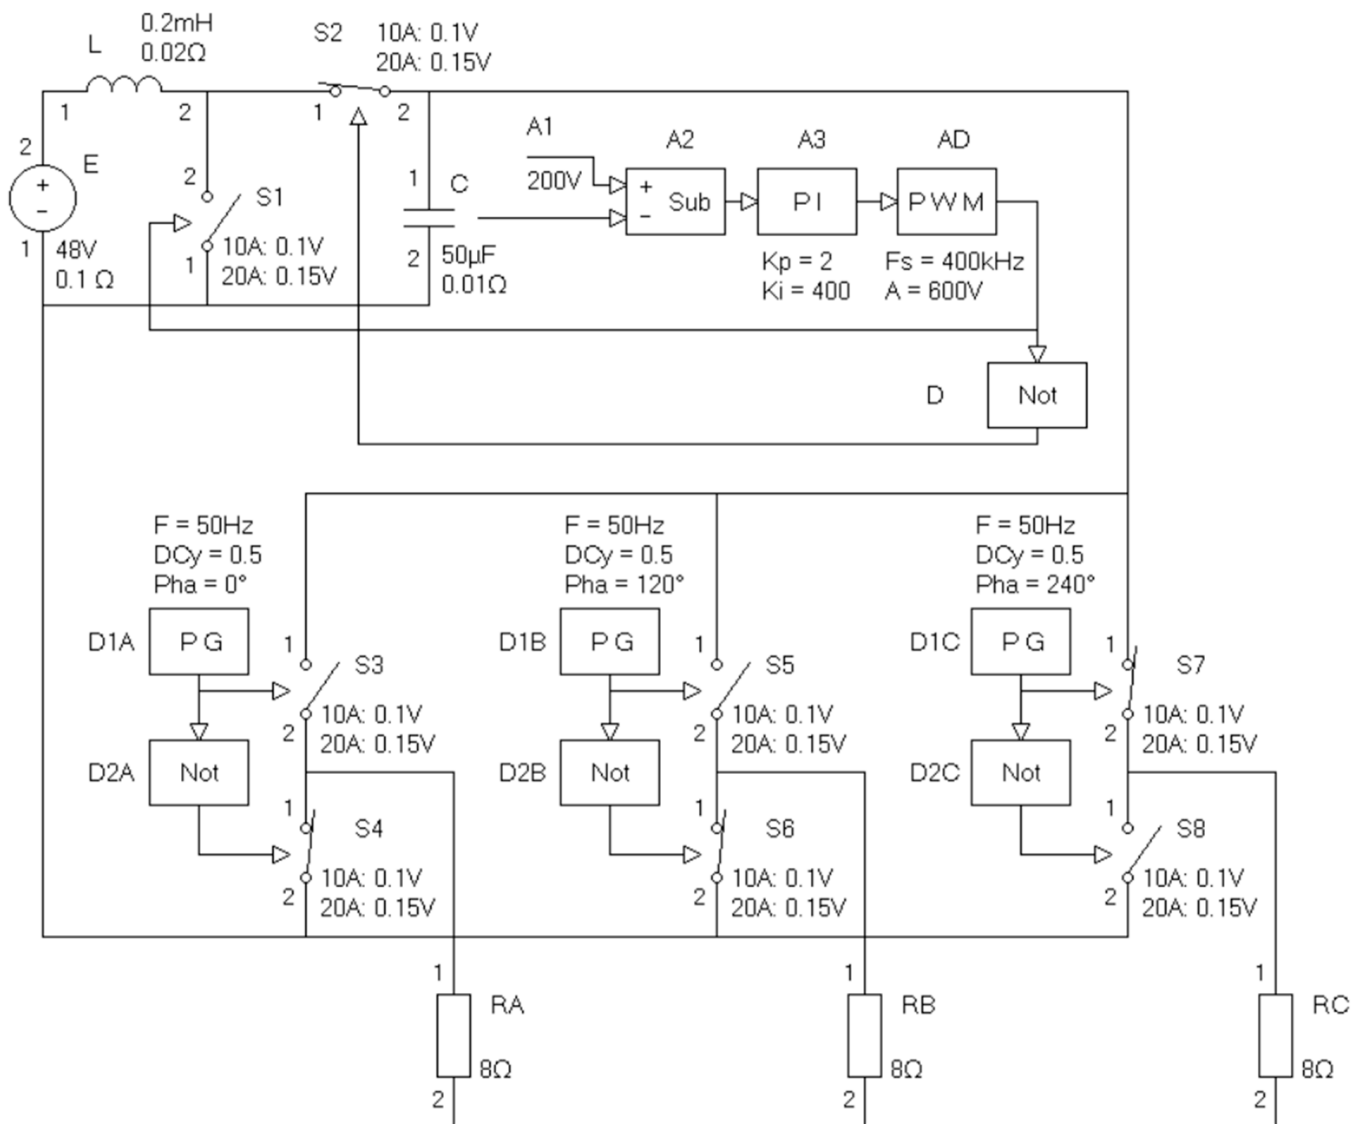 L
0.2mH
0.02Ω
S2
10A: 0.1V
20A: 0.15V
1
2
1
2
2
E
+
-
1
48V
0.1 Ω
2
S1
1
10A: 0.1V
20A: 0.15V
1
C
2
50µF
0.01Ω
A1
200V
A2
+
-
Sub
A3
PI
Kp = 2
Ki = 400
AD
PWM
Fs = 400kHz
A = 600V
D
Not
F = 50Hz
DCy = 0.5
Pha = 0°
D1A
PG
1
S3
2
10A: 0.1V
20A: 0.15V
D2A
Not
1
S4
2
10A: 0.1V
20A: 0.15V
1
RA
8Ω
2
F = 50Hz
DCy = 0.5
Pha = 120°
D1B
PG
1
S5
2
10A: 0.1V
20A: 0.15V
D2B
Not
1
S6
2
10A: 0.1V
20A: 0.15V
1
RB
8Ω
2
F = 50Hz
DCy = 0.5
Pha = 240°
D1C
PG
1
S7
2
10A: 0.1V
20A: 0.15V
D2C
Not
1
S8
2
10A: 0.1V
20A: 0.15V
1
RC
8Ω
2